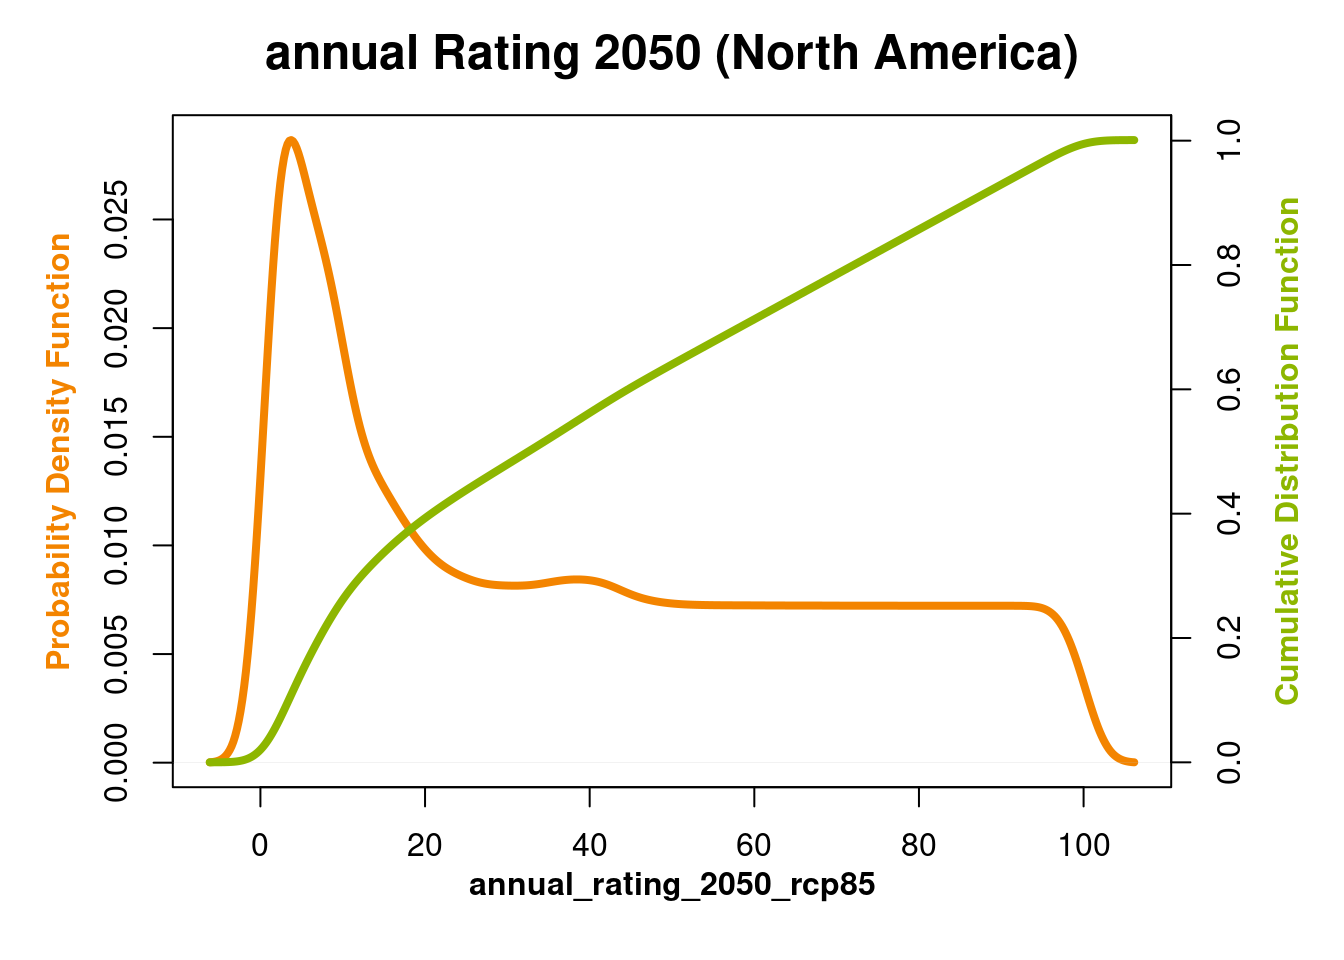 annual Rating 2050 (North America)
Probability Density Function
0.000 0.005 0.010 0.015 0.020 0.025
0.0 0.2 0.4 0.6 0.8 1.0
Cumulative Distribution Function
0 20 40 60 80 100
annual_rating_2050_rcp85